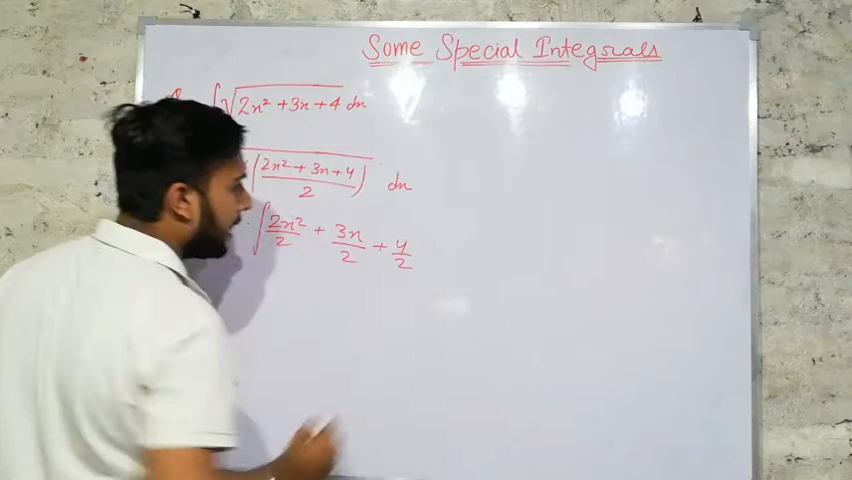 Some Special Integrals
∫√2x² + 3x + 4 dx
(2x² + 3x + 4 / 2) dx
∫ 2x²/2 + 3x/2 + 4/2